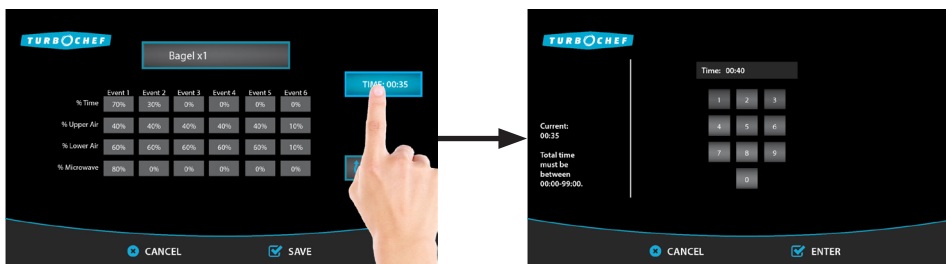 TURBOCHEF
Bagel x1
TIME: 00:35
Event 1 Event 2 Event 3 Event 4 Event 5 Event 6
% Time 70% 30% 0% 0% 0% 0%
% Upper Air 40% 40% 40% 40% 40% 10%
% Lower Air 60% 60% 60% 60% 60% 10%
% Microwave 80% 0% 0% 0% 0% 0%
CANCEL SAVE
TURBOCHEF
Time: 00:40
1 2 3
4 5 6
7 8 9
0
Current:
00:35
Total time
must be
between
00:00-99:00.
CANCEL ENTER